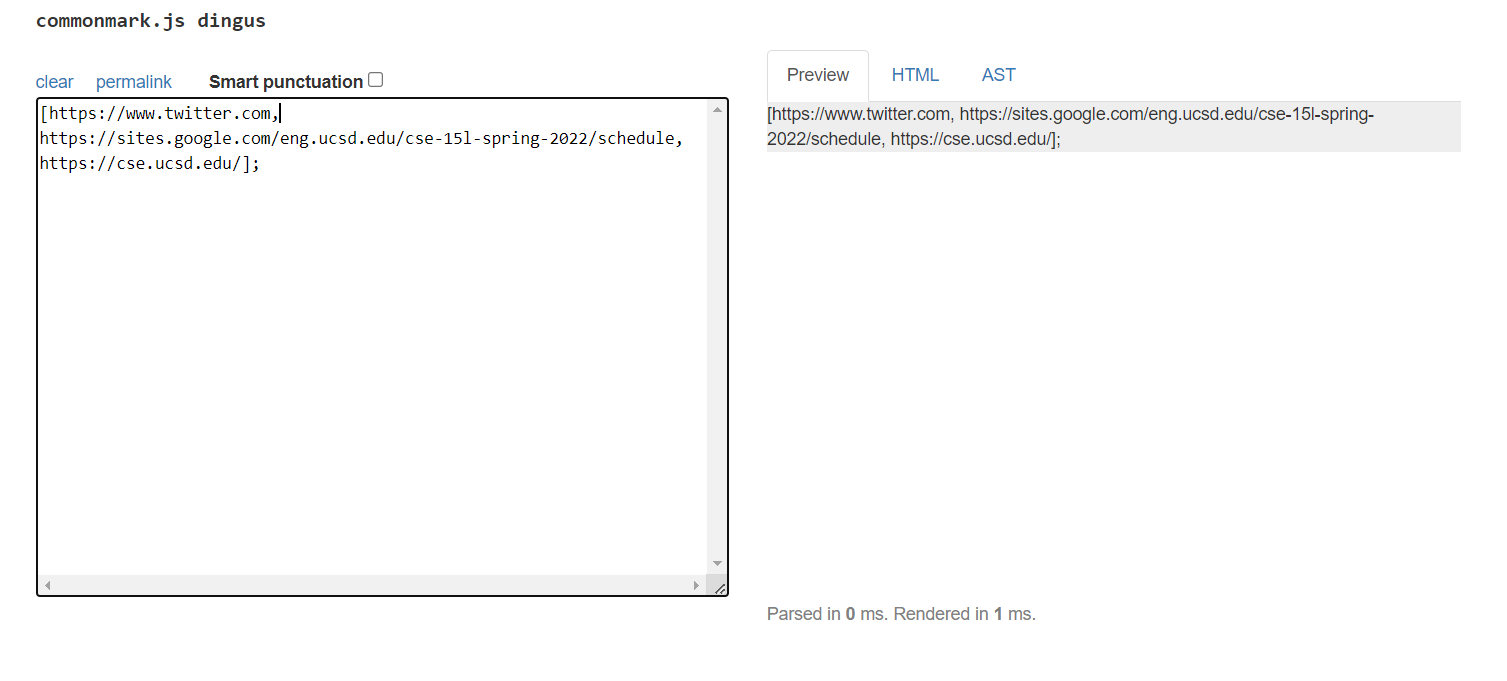 commonmark.js dingus
clear permalink Smart punctuation
[https://www.twitter.com,
https://sites.google.com/eng.ucsd.edu/cse-15l-spring-2022/schedule,
https://cse.ucsd.edu/];
Preview HTML AST
[https://www.twitter.com, https://sites.google.com/eng.ucsd.edu/cse-15l-spring-
2022/schedule, https://cse.ucsd.edu/];
Parsed in 0 ms. Rendered in 1 ms.